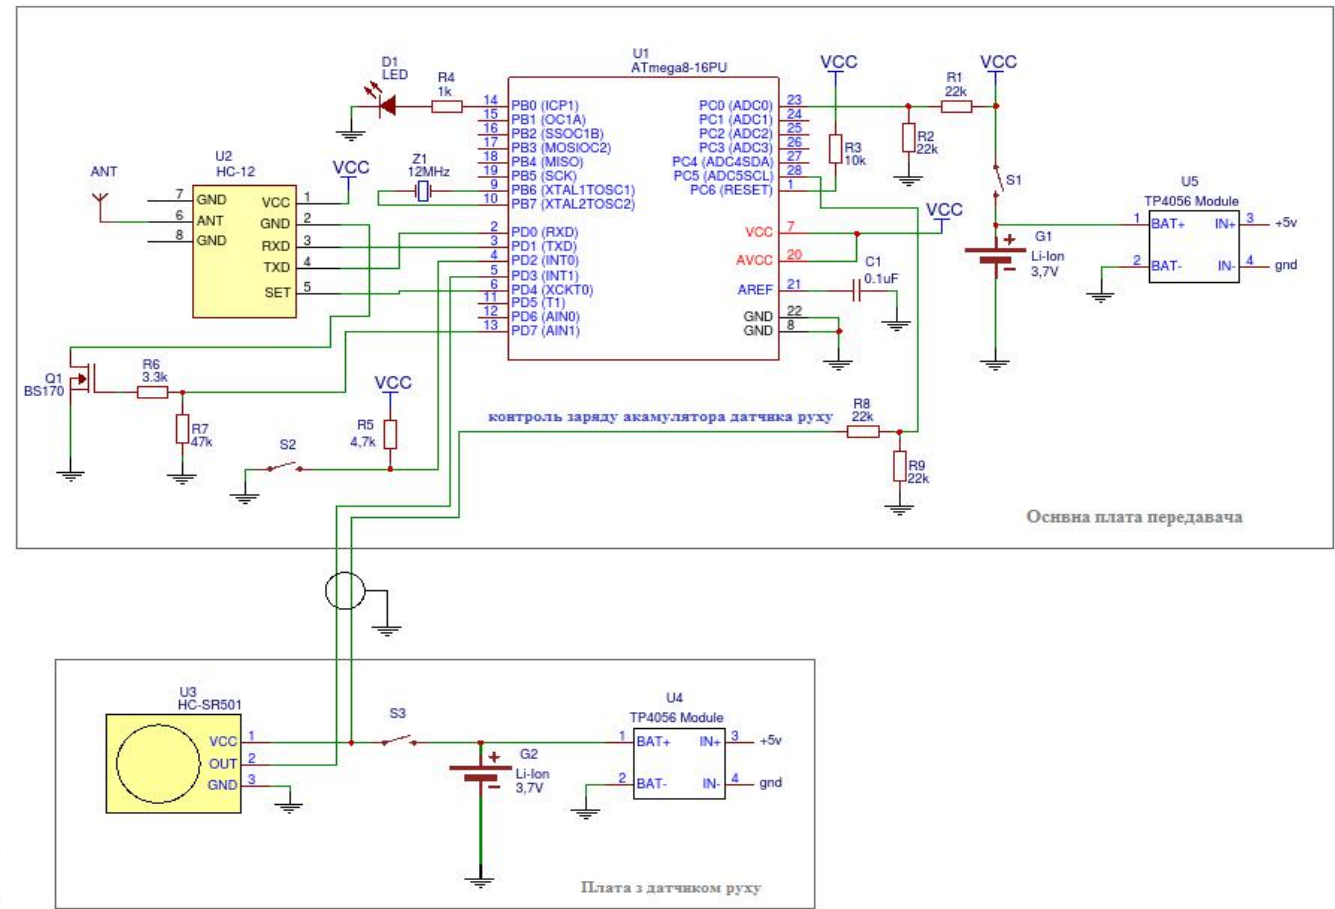 U1
ATmega8-16PU
D1
LED
R4
1k
14 PB0 (ICP1)
15 PB1 (OC1A)
16 PB2 (SSOC1B)
17 PB3 (MOSIOC2)
18 PB4 (MISO)
19 PB5 (SCK)
9 PB6 (XTAL1TOSC1)
10 PB7 (XTAL2TOSC2)
2 PD0 (RXD)
3 PD1 (TXD)
4 PD2 (INT0)
5 PD3 (INT1)
6 PD4 (XCKT0)
11 PD5 (T1)
12 PD6 (AIN0)
13 PD7 (AIN1)
PC0 (ADC0) 23
PC1 (ADC1) 24
PC2 (ADC2) 25
PC3 (ADC3) 26
PC4 (ADC4SDA) 27
PC5 (ADC5SCL) 28
PC6 (RESET) 1
VCC 7
AVCC 20
AREF 21
GND 22
GND 8
VCC
R3
10k
R1
22k
VCC
R2
22k
S1
VCC
C1
0.1uF
G1
Li-Ion
3,7V
U5
TP4056 Module
1 BAT+ IN+ 3 +5v
2 BAT- IN- 4 gnd
Z1
12MHz
ANT
U2
HC-12
VCC
7 GND
6 ANT
8 GND
VCC 1
GND 2
RXD 3
TXD 4
SET 5
Q1
BS170
R6
3.3k
R7
47k
VCC
R5
4,7k
S2
контроль заряду акамулятора датчика руху
R8
22k
R9
22k
Оснвна плата передавача
U3
HC-SR501
VCC 1
OUT 2
GND 3
S3
G2
Li-Ion
3,7V
U4
TP4056 Module
1 BAT+ IN+ 3 +5v
2 BAT- IN- 4 gnd
Плата з датчиком руху